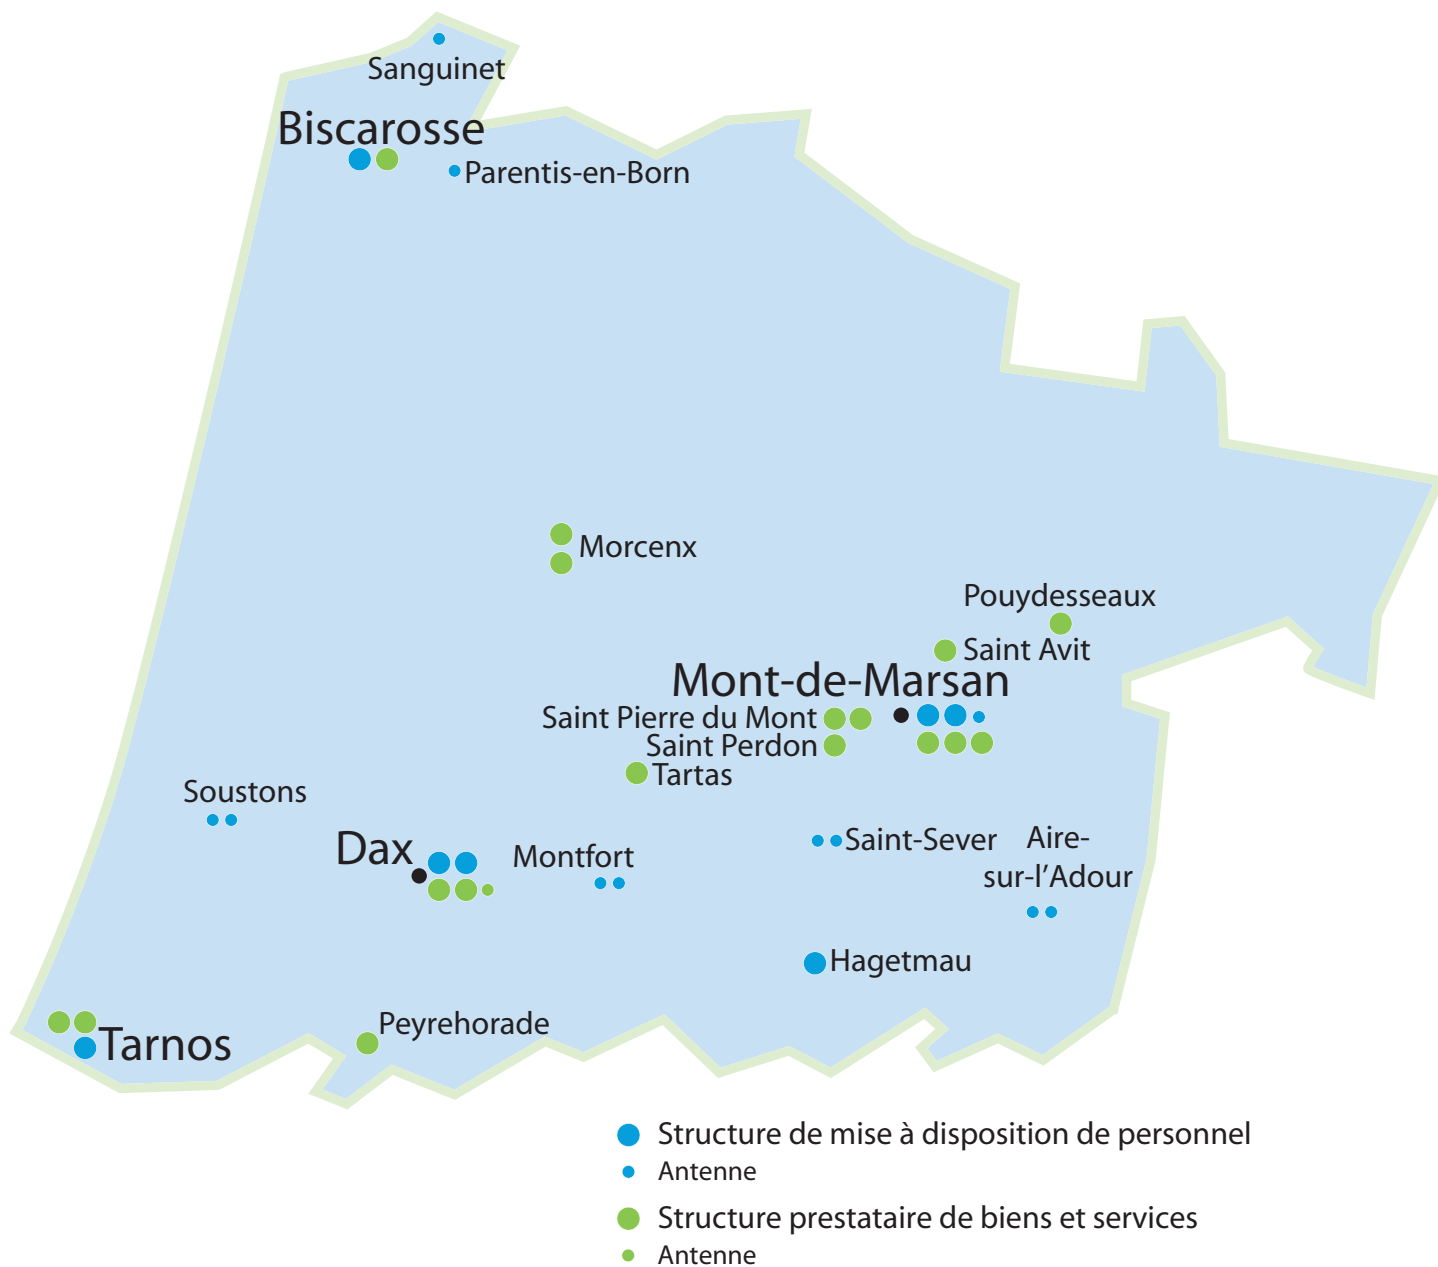 Sanguinet
Biscarosse
Parentis-en-Born
Morcenx
Pouydesseaux
Saint Avit
Mont-de-Marsan
Saint Pierre du Mont
Saint Perdon
Tartas
Soustons
Dax
Montfort
Saint-Sever
Aire-
sur-l'Adour
Hagetmau
Peyrehorade
Tarnos
Structure de mise à disposition de personnel
Antenne
Structure prestataire de biens et services
Antenne